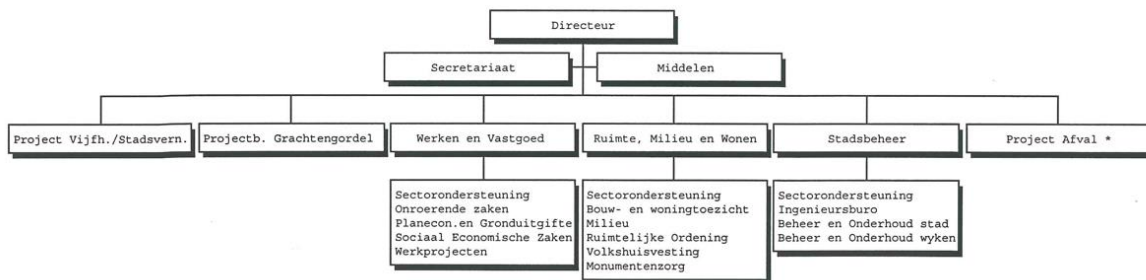 Directeur
Secretariaat
Middelen
Project Vijfh./Stadsvern.
Projectb. Grachtengordel
Werken en Vastgoed
Ruimte, Milieu en Wonen
Stadsbeheer
Project Afval *
Sectorondersteuning
Onroerende zaken
Planecon.en Gronduitgifte
Sociaal Economische Zaken
Werkprojecten
Sectorondersteuning
Bouw- en woningtoezicht
Milieu
Ruimtelijke Ordening
Volkshuisvesting
Monumentenzorg
Sectorondersteuning
Ingenieursburo
Beheer en Onderhoud stad
Beheer en Onderhoud wyken